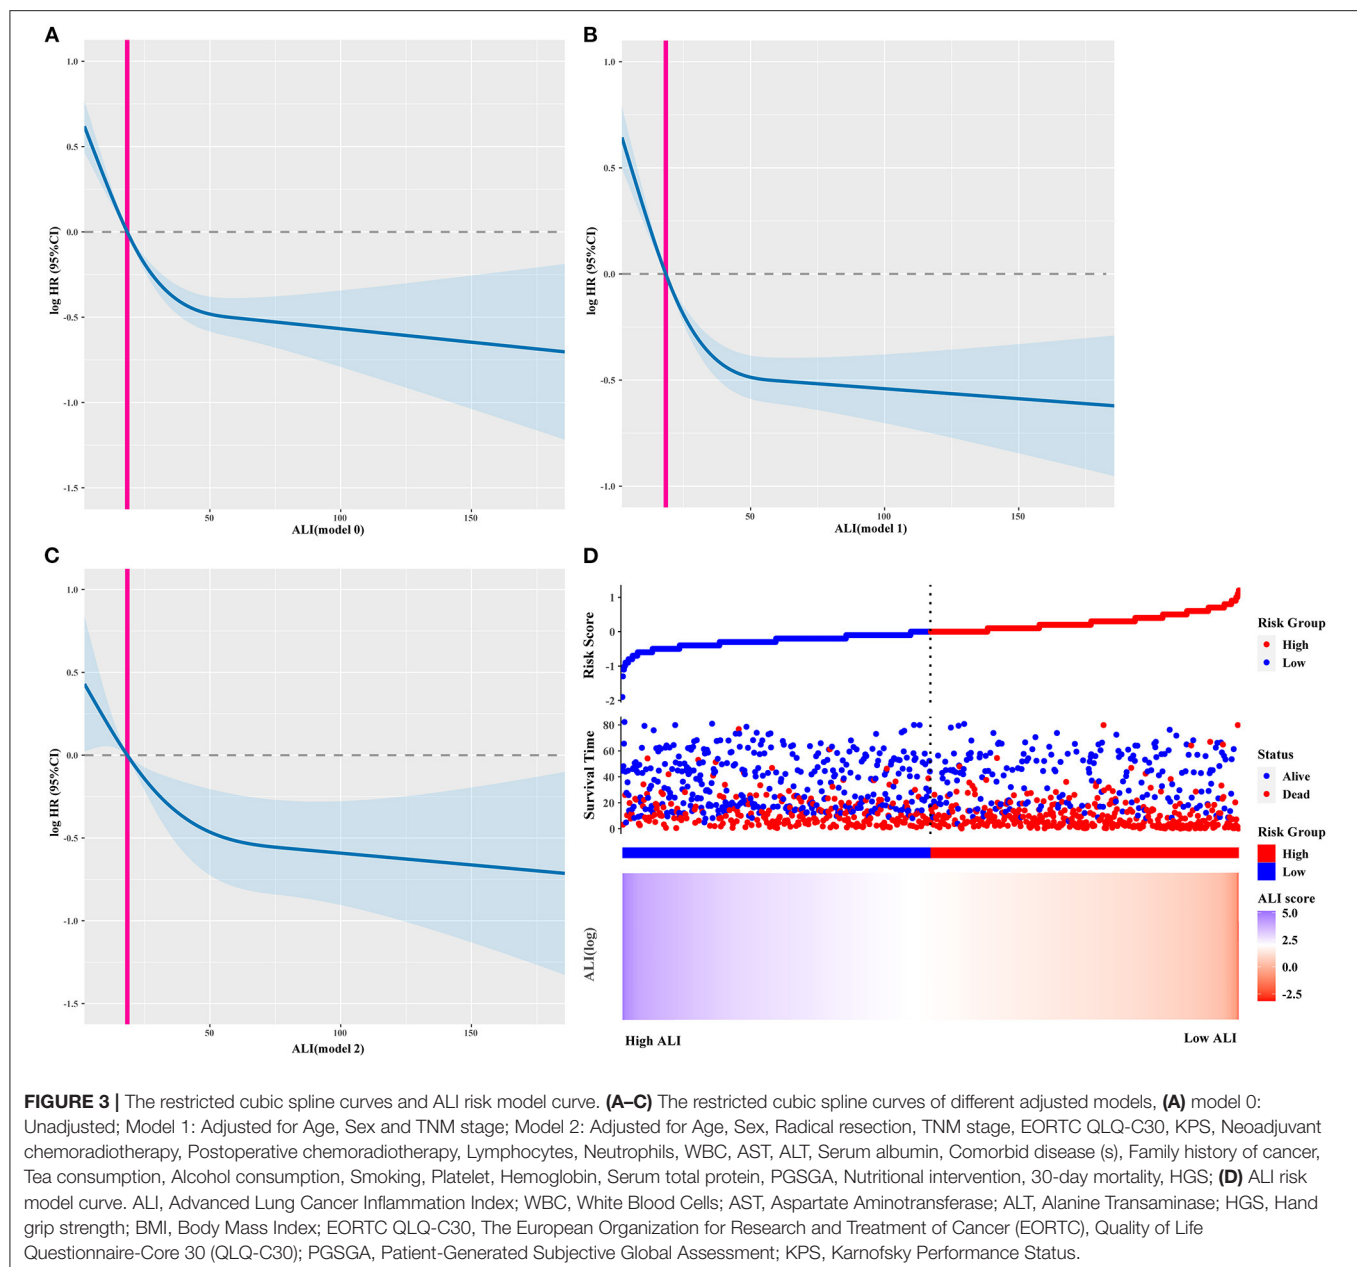 A
1.0
0.5
0.0
-0.5
-1.0
-1.5
log HR (95%CI)
50
100
150
ALI(model 0)
B
1.0
0.5
0.0
-0.5
-1.0
log HR (95%CI)
50
100
150
ALI(model 1)
C
1.0
0.5
0.0
-0.5
-1.0
-1.5
log HR (95%CI)
50
100
150
ALI(model 2)
D
Risk Score
1
0
-1
-2
Risk Group
High
Low
Survival Time
80
60
40
20
0
Status
Alive
Dead
Risk Group
High
Low
ALI(log)
ALI score
5.0
2.5
0.0
-2.5
High ALI
Low ALI
FIGURE 3 | The restricted cubic spline curves and ALI risk model curve. (A–C) The restricted cubic spline curves of different adjusted models, (A) model 0:
Unadjusted; Model 1: Adjusted for Age, Sex and TNM stage; Model 2: Adjusted for Age, Sex, Radical resection, TNM stage, EORTC QLQ-C30, KPS, Neoadjuvant
chemoradiotherapy, Postoperative chemoradiotherapy, Lymphocytes, Neutrophils, WBC, AST, ALT, Serum albumin, Comorbid disease (s), Family history of cancer,
Tea consumption, Alcohol consumption, Smoking, Platelet, Hemoglobin, Serum total protein, PGSGA, Nutritional intervention, 30-day mortality, HGS; (D) ALI risk
model curve. ALI, Advanced Lung Cancer Inflammation Index; WBC, White Blood Cells; AST, Aspartate Aminotransferase; ALT, Alanine Transaminase; HGS, Hand
grip strength; BMI, Body Mass Index; EORTC QLQ-C30, The European Organization for Research and Treatment of Cancer (EORTC), Quality of Life
Questionnaire-Core 30 (QLQ-C30); PGSGA, Patient-Generated Subjective Global Assessment; KPS, Karnofsky Performance Status.